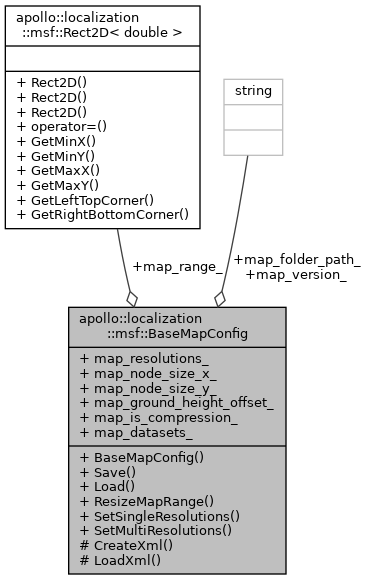 apollo::localization
::msf::Rect2D< double >
+ Rect2D()
+ Rect2D()
+ Rect2D()
+ operator=()
+ GetMinX()
+ GetMinY()
+ GetMaxX()
+ GetMaxY()
+ GetLeftTopCorner()
+ GetRightBottomCorner()
string
+map_range_
+map_folder_path_
+map_version_
apollo::localization
::msf::BaseMapConfig
+ map_resolutions_
+ map_node_size_x_
+ map_node_size_y_
+ map_ground_height_offset_
+ map_is_compression_
+ map_datasets_
+ BaseMapConfig()
+ Save()
+ Load()
+ ResizeMapRange()
+ SetSingleResolutions()
+ SetMultiResolutions()
# CreateXml()
# LoadXml()